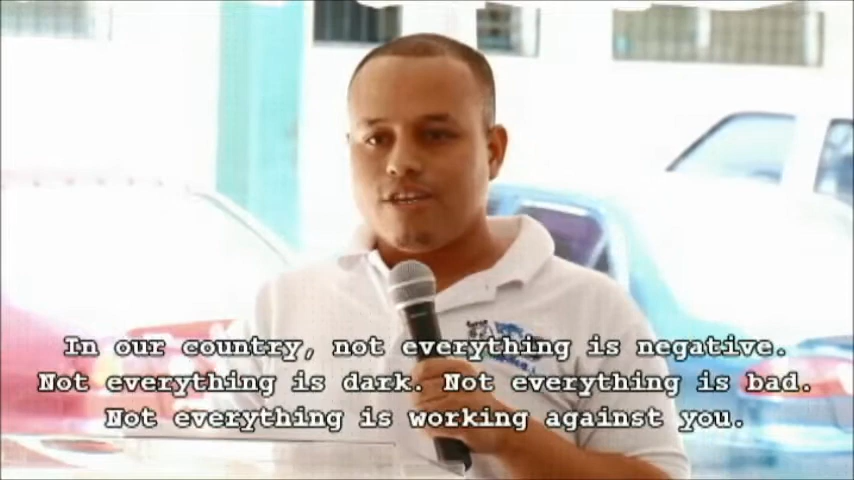 In our country, not everything is negative.
Not everything is dark. Not everything is bad.
Not everything is working against you.